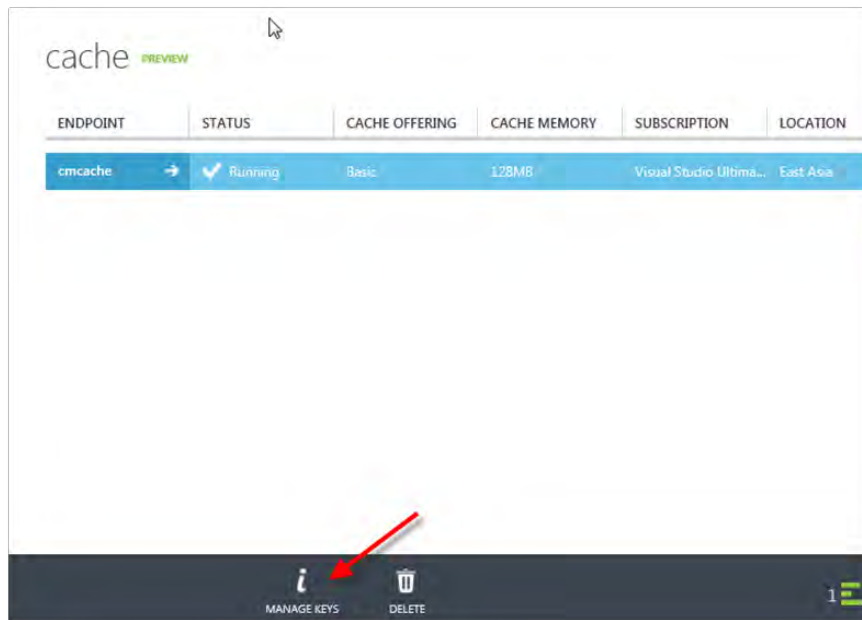 cache PREVIEW
ENDPOINT STATUS CACHE OFFERING CACHE MEMORY SUBSCRIPTION LOCATION
cmcache Running Basic 128MB Visual Studio Ultima... East Asia
MANAGE KEYS DELETE
1